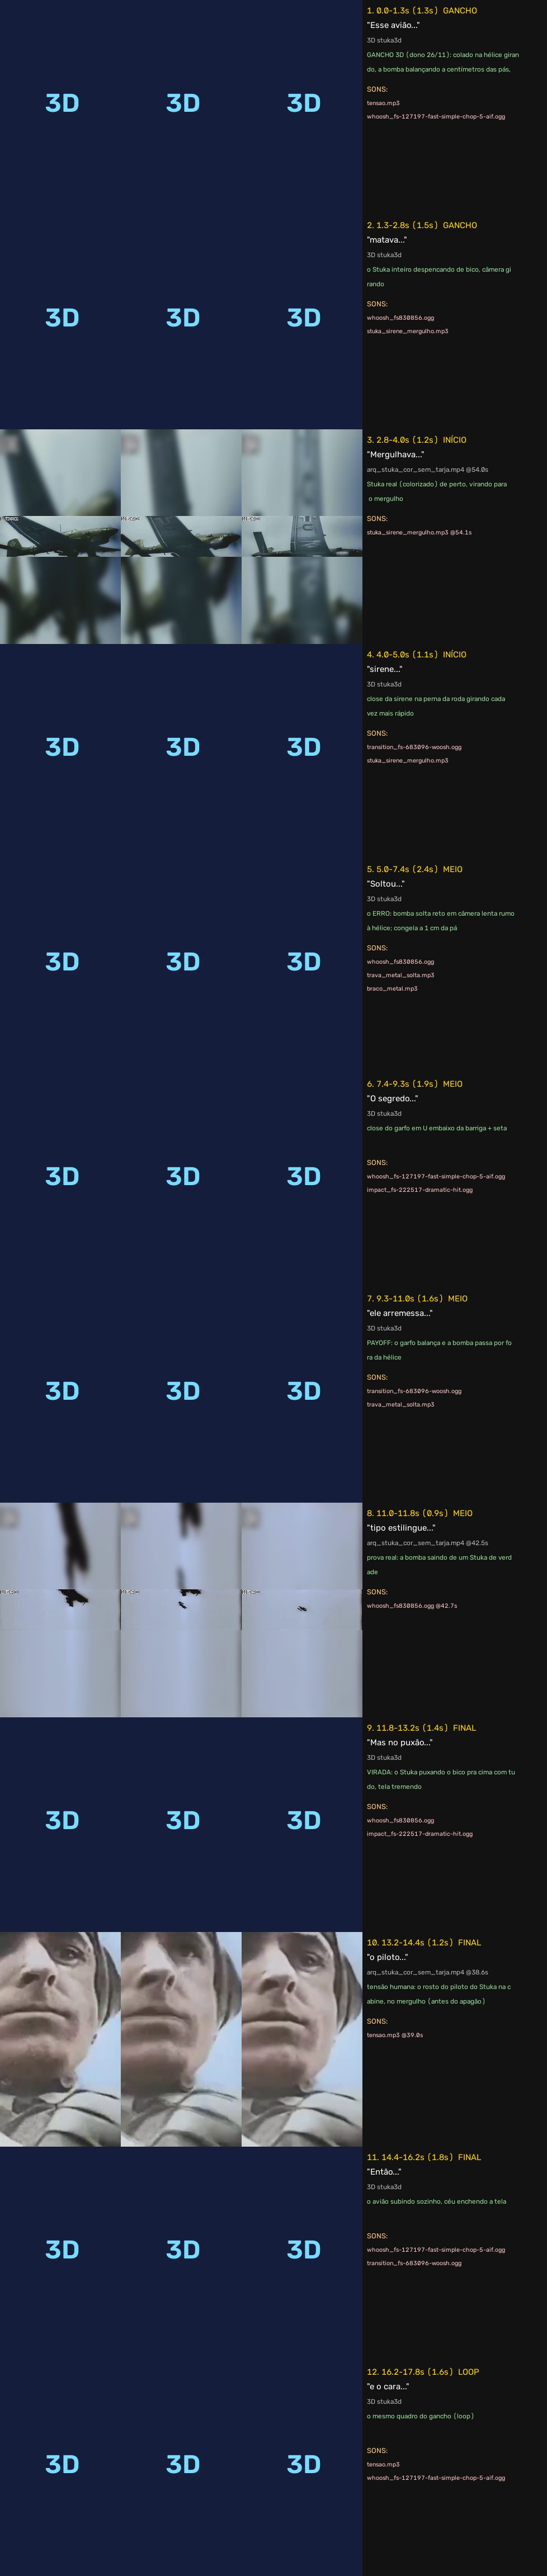 1. 0.0-1.3s (1.3s) GANCHO
"Esse avião..."
3D stuka3d
GANCHO 3D (dono 26/11): colado na hélice giran
do, a bomba balançando a centímetros das pás,
SONS:
tensao.mp3
whoosh_fs-127197-fast-simple-chop-5-aif.ogg
3D 3D 3D
2. 1.3-2.8s (1.5s) GANCHO
"matava..."
3D stuka3d
o Stuka inteiro despencando de bico, câmera gi
rando
SONS:
whoosh_fs830856.ogg
stuka_sirene_mergulho.mp3
3D 3D 3D
3. 2.8-4.0s (1.2s) INÍCIO
"Mergulhava..."
arq_stuka_cor_sem_tarja.mp4 @54.0s
Stuka real (colorizado) de perto, virando para
o mergulho
SONS:
stuka_sirene_mergulho.mp3 @54.1s
4. 4.0-5.0s (1.1s) INÍCIO
"sirene..."
3D stuka3d
close da sirene na perna da roda girando cada
vez mais rápido
SONS:
transition_fs-683096-woosh.ogg
stuka_sirene_mergulho.mp3
3D 3D 3D
5. 5.0-7.4s (2.4s) MEIO
"Soltou..."
3D stuka3d
o ERRO: bomba solta reto em câmera lenta rumo
à hélice; congela a 1 cm da pá
SONS:
whoosh_fs830856.ogg
trava_metal_solta.mp3
braco_metal.mp3
3D 3D 3D
6. 7.4-9.3s (1.9s) MEIO
"O segredo..."
3D stuka3d
close do garfo em U embaixo da barriga + seta
SONS:
whoosh_fs-127197-fast-simple-chop-5-aif.ogg
impact_fs-222517-dramatic-hit.ogg
3D 3D 3D
7. 9.3-11.0s (1.6s) MEIO
"ele arremessa..."
3D stuka3d
PAYOFF: o garfo balança e a bomba passa por fo
ra da hélice
SONS:
transition_fs-683096-woosh.ogg
trava_metal_solta.mp3
3D 3D 3D
8. 11.0-11.8s (0.9s) MEIO
"tipo estilingue..."
arq_stuka_cor_sem_tarja.mp4 @42.5s
prova real: a bomba saindo de um Stuka de verd
ade
SONS:
whoosh_fs830856.ogg @42.7s
9. 11.8-13.2s (1.4s) FINAL
"Mas no puxão..."
3D stuka3d
VIRADA: o Stuka puxando o bico pra cima com tu
do, tela tremendo
SONS:
whoosh_fs830856.ogg
impact_fs-222517-dramatic-hit.ogg
3D 3D 3D
10. 13.2-14.4s (1.2s) FINAL
"o piloto..."
arq_stuka_cor_sem_tarja.mp4 @38.6s
tensão humana: o rosto do piloto do Stuka na c
abine, no mergulho (antes do apagão)
SONS:
tensao.mp3 @39.0s
11. 14.4-16.2s (1.8s) FINAL
"Então..."
3D stuka3d
o avião subindo sozinho, céu enchendo a tela
SONS:
whoosh_fs-127197-fast-simple-chop-5-aif.ogg
transition_fs-683096-woosh.ogg
3D 3D 3D
12. 16.2-17.8s (1.6s) LOOP
"e o cara..."
3D stuka3d
o mesmo quadro do gancho (loop)
SONS:
tensao.mp3
whoosh_fs-127197-fast-simple-chop-5-aif.ogg
3D 3D 3D